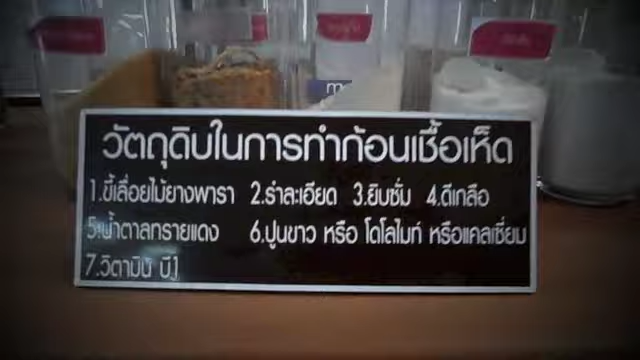 วัตถุดิบในการทำก้อนเชื้อเห็ด
1.ขี้เลื่อยไม้ยางพารา 2.รำละเอียด 3.ยิบซั่ม 4.ดีเกลือ
5.น้ำตาลทรายแดง 6.ปูนขาว หรือ โดโลไมท์ หรือแคลเซี่ยม
7.วิตามิน บี1